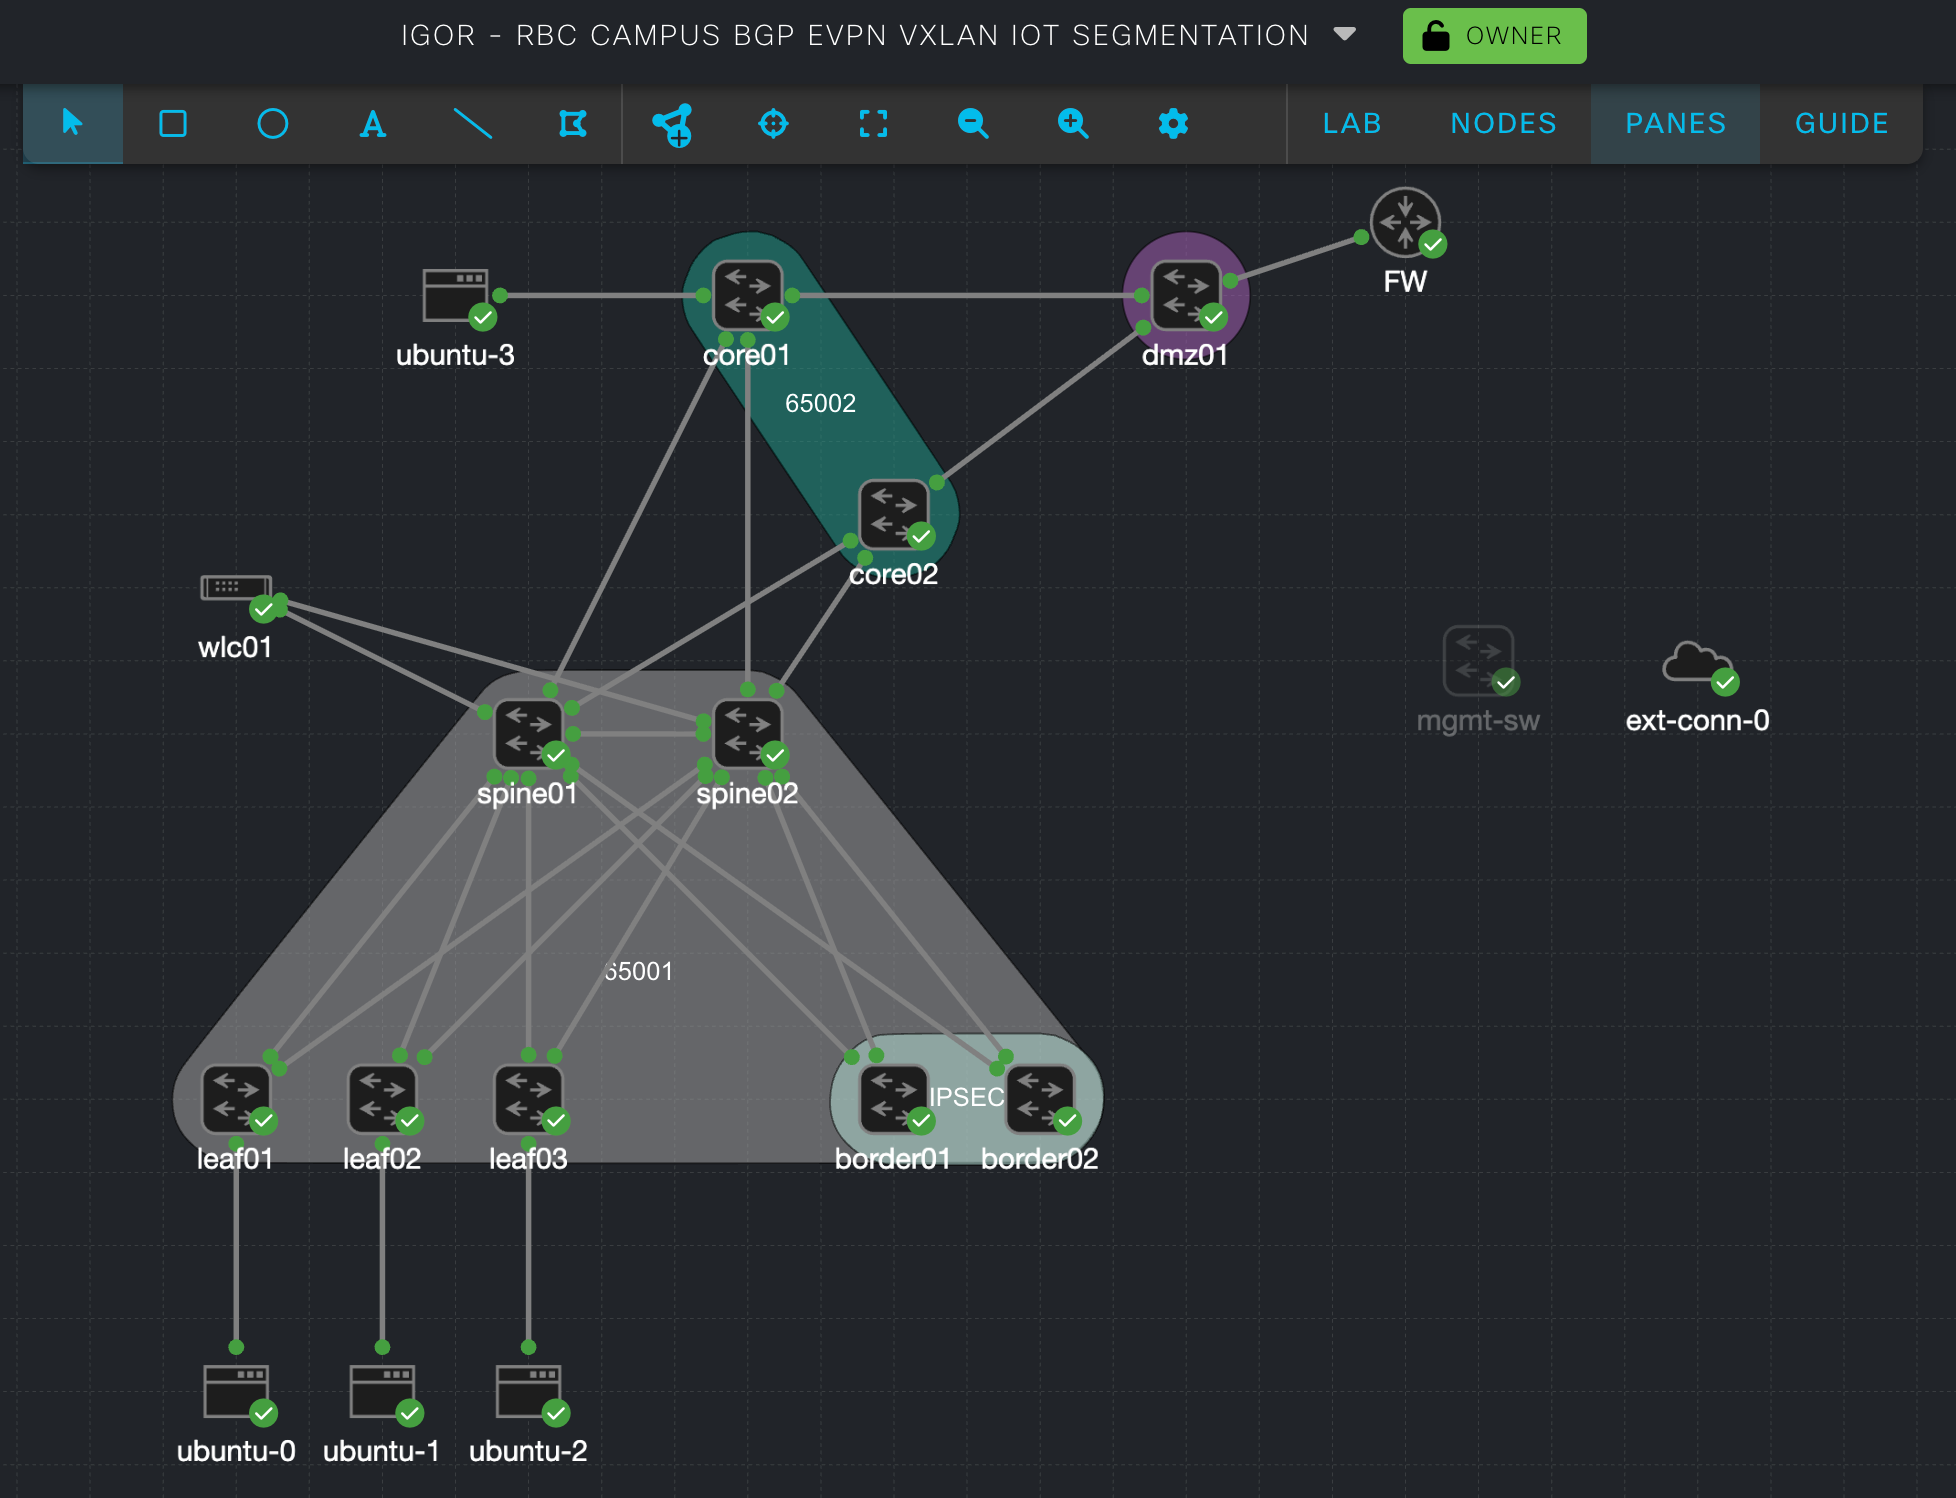 IGOR - RBC CAMPUS BGP EVPN VXLAN IOT SEGMENTATION
OWNER
LAB
NODES
PANES
GUIDE
FW
ubuntu-3
core01
dmz01
65002
core02
wlc01
mgmt-sw
ext-conn-0
spine01
spine02
65001
IPSEC
leaf01
leaf02
leaf03
border01
border02
ubuntu-0
ubuntu-1
ubuntu-2